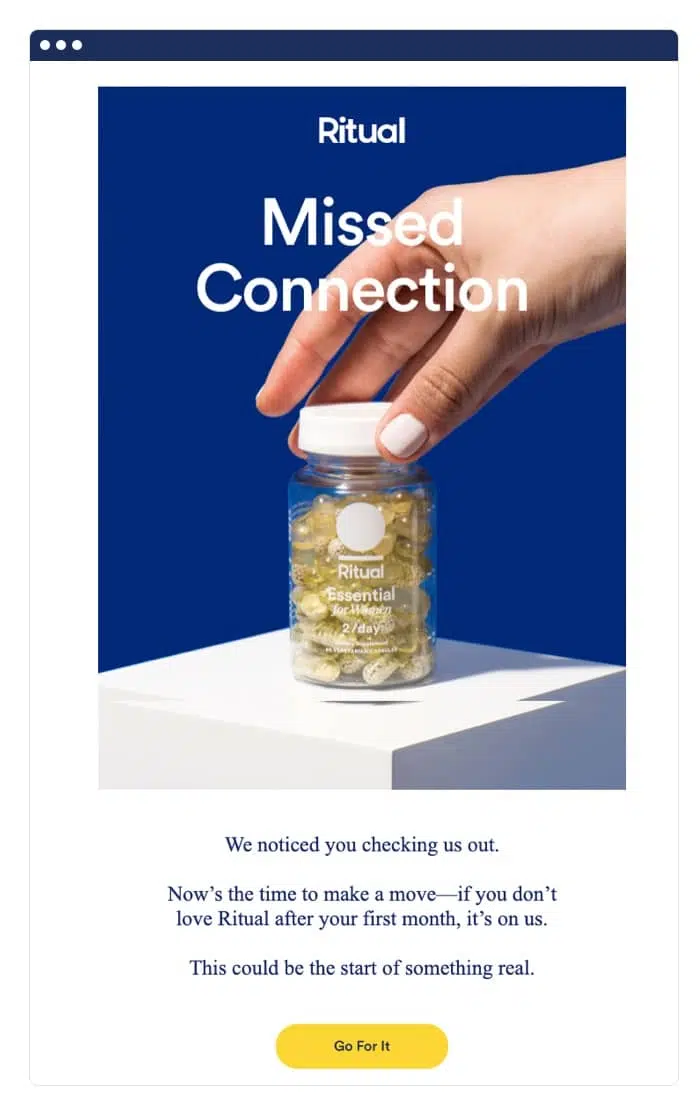 Ritual
Missed
Connection
Ritual
Essential
for Women
2/day
We noticed you checking us out.
Now’s the time to make a move—if you don’t
love Ritual after your first month, it’s on us.
This could be the start of something real.
Go For It